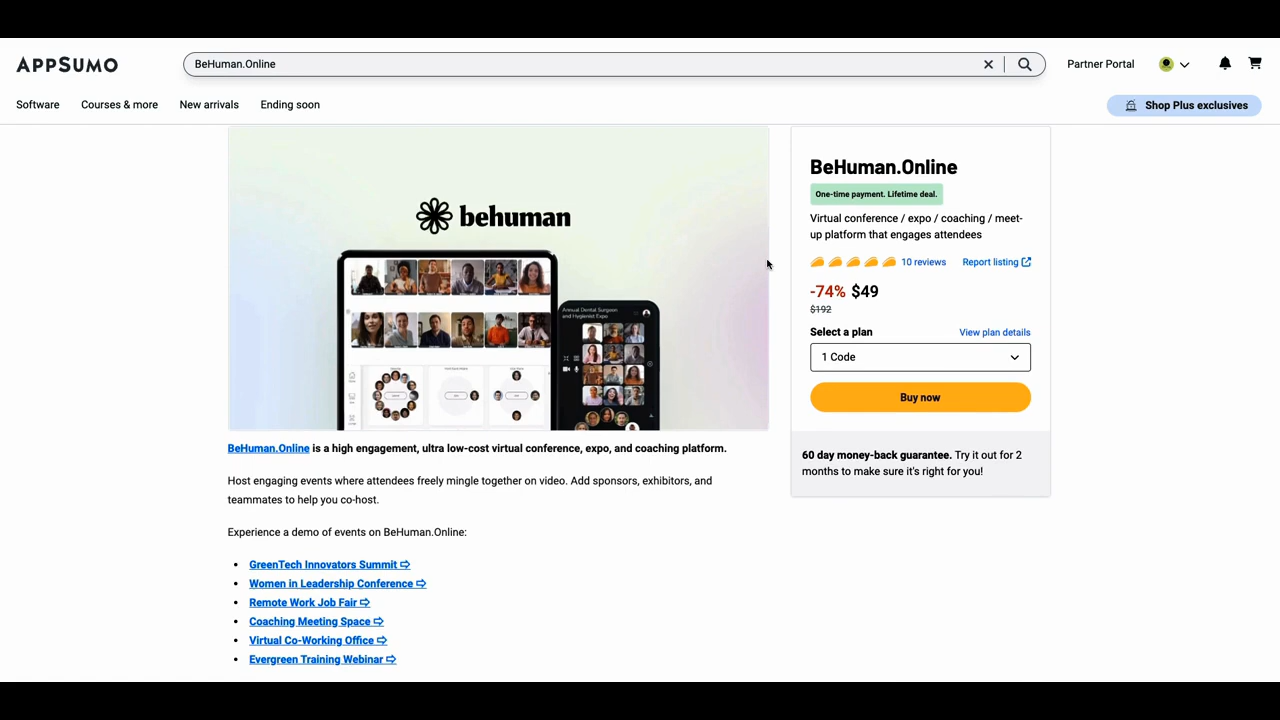 APPSUMO
BeHuman.Online
Partner Portal
Software
Courses & more
New arrivals
Ending soon
Shop Plus exclusives
behuman
Annual Dental Surgeon
and Hygienist Expo
BeHuman.Online
One-time payment. Lifetime deal.
Virtual conference / expo / coaching / meet-
up platform that engages attendees
10 reviews
Report listing
-74% $49
$192
Select a plan
View plan details
1 Code
Buy now
60 day money-back guarantee. Try it out for 2
months to make sure it's right for you!
BeHuman.Online is a high engagement, ultra low-cost virtual conference, expo, and coaching platform.
Host engaging events where attendees freely mingle together on video. Add sponsors, exhibitors, and
teammates to help you co-host.
Experience a demo of events on BeHuman.Online:
• GreenTech Innovators Summit ⇨
• Women in Leadership Conference ⇨
• Remote Work Job Fair ⇨
• Coaching Meeting Space ⇨
• Virtual Co-Working Office ⇨
• Evergreen Training Webinar ⇨